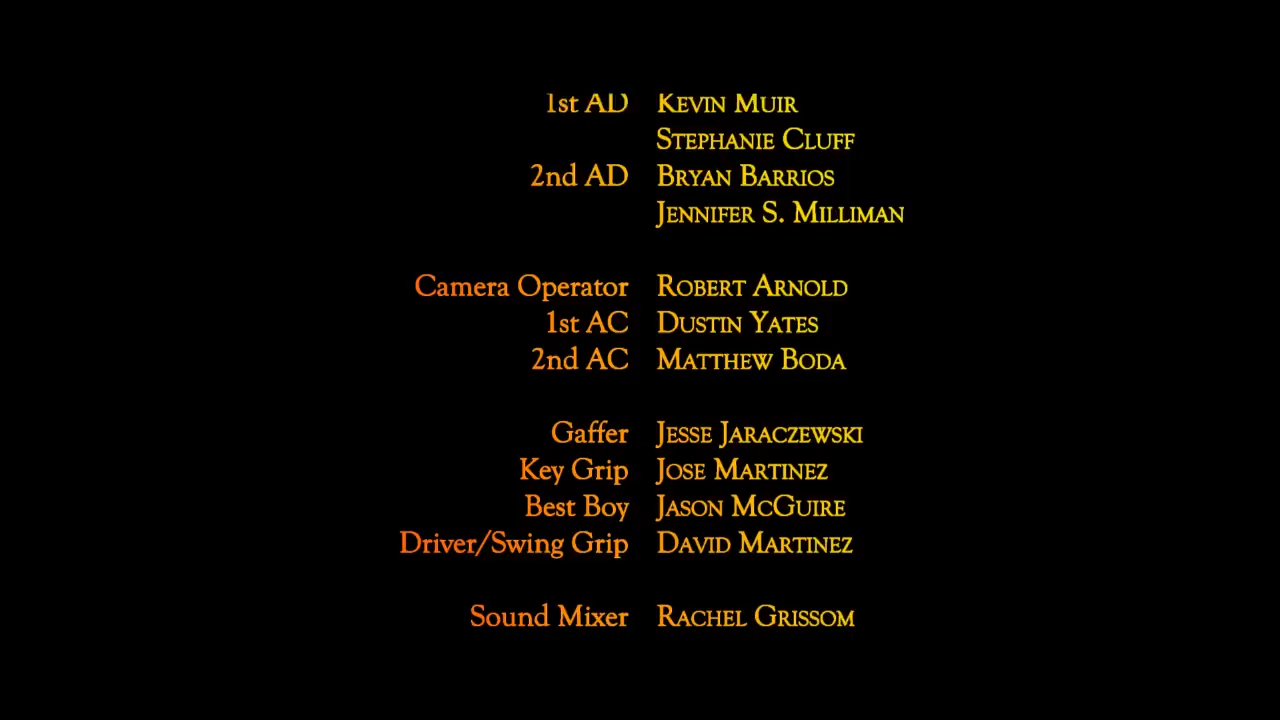 1st AD Kevin Muir
Stephanie Cluff
2nd AD Bryan Barrios
Jennifer S. Milliman
Camera Operator Robert Arnold
1st AC Dustin Yates
2nd AC Matthew Boda
Gaffer Jesse Jaraczewski
Key Grip Jose Martinez
Best Boy Jason McGuire
Driver/Swing Grip David Martinez
Sound Mixer Rachel Grissom